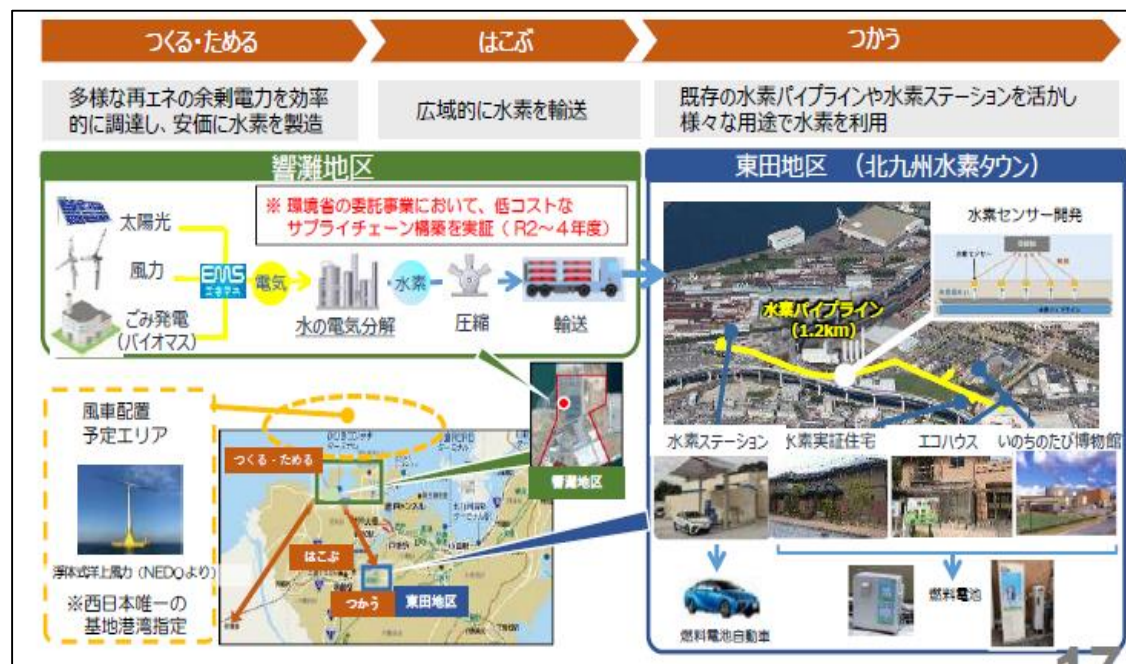 つくる・ためる
はこぶ
つかう
多様な再エネの余剰電力を効率
的に調達し、安価に水素を製造
広域的に水素を輸送
既存の水素パイプラインや水素ステーションを活かし
様々な用途で水素を利用
響灘地区
※ 環境省の委託事業において、低コストな
サプライチェーン構築を実証（R2～4年度）
太陽光
風力
ごみ発電
(バイオマス)
EMS
エネマス
電気
水の電気分解
水素
圧縮
輸送
東田地区 （北九州水素タウン）
水素センサー開発
水素パイプライン
(1.2km)
水素ステーション
水素実証住宅
エコハウス
いのちのたび博物館
燃料電池自動車
燃料電池
風車配置
予定エリア
浮体式洋上風力（NEDOより）
※西日本唯一の
基地港湾指定
つくる・ためる
はこぶ
つかう
響灘地区
東田地区
17